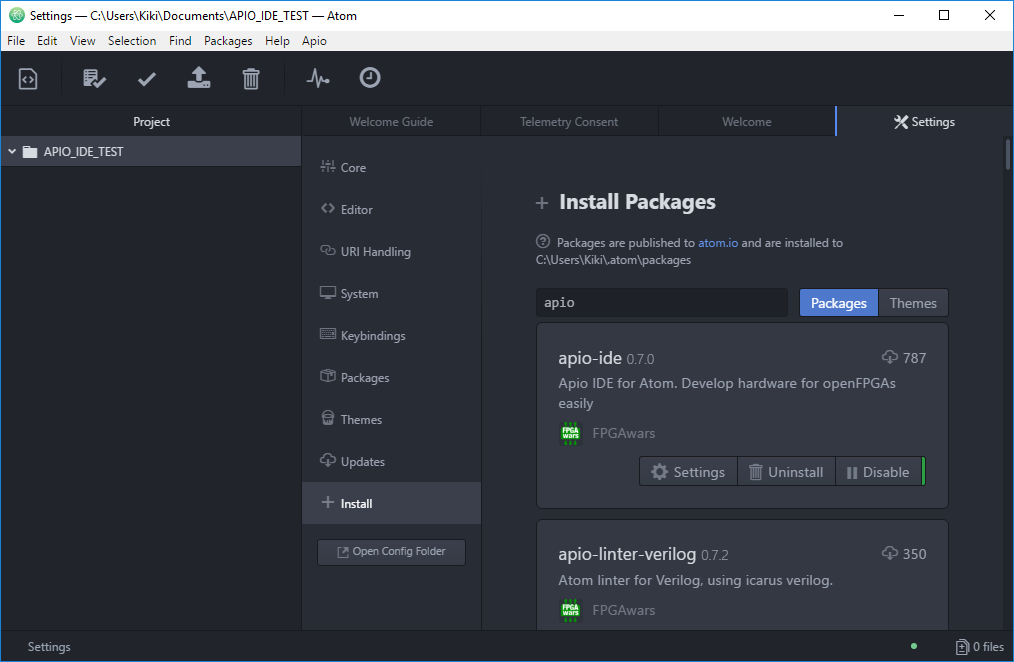 Settings — C:\Users\Kiki\Documents\APIO_IDE_TEST — Atom
File Edit View Selection Find Packages Help Apio
Project
Welcome Guide
Telemetry Consent
Welcome
Settings
APIO_IDE_TEST
Core
Editor
URI Handling
System
Keybindings
Packages
Themes
Updates
Install
Open Config Folder
Install Packages
Packages are published to atom.io and are installed to
C:\Users\Kiki\.atom\packages
apio
Packages
Themes
apio-ide 0.7.0
787
Apio IDE for Atom. Develop hardware for openFPGAs
easily
FPGA
wars
FPGAwars
Settings
Uninstall
Disable
apio-linter-verilog 0.7.2
350
Atom linter for Verilog, using icarus verilog.
FPGA
wars
FPGAwars
Settings
0 files